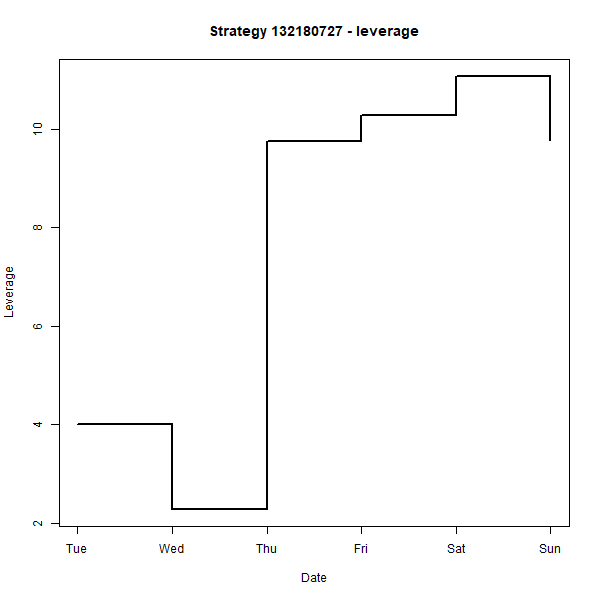 Strategy 132180727 - leverage
Leverage
10
8
6
4
2
Tue Wed Thu Fri Sat Sun
Date